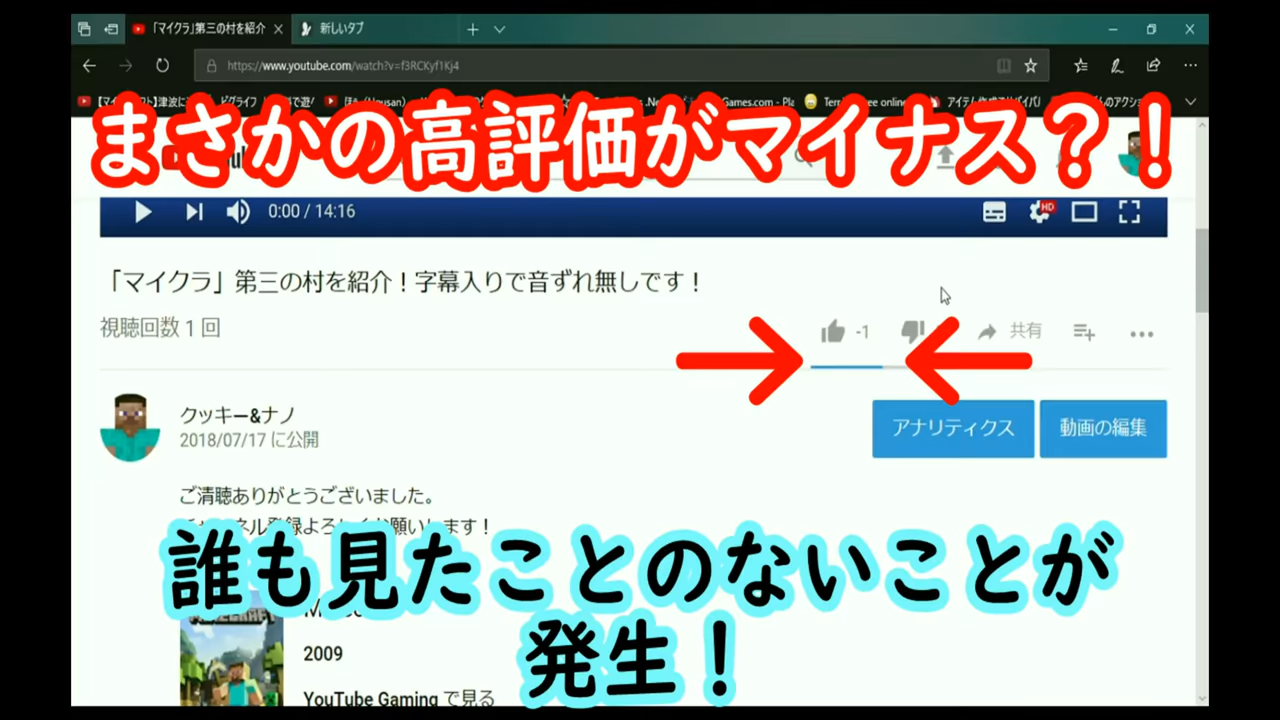 「マイクラ」第三の村を紹介
新しいタブ
https://www.youtube.com/watch?v=f3RCKyf1Kj4
まさかの高評価がマイナス？！
0:00 / 14:16
HD
「マイクラ」第三の村を紹介！字幕入りで音ずれ無しです！
視聴回数 1 回
-1
共有
クッキー&ナノ
2018/07/17 に公開
アナリティクス
動画の編集
ご清聴ありがとうございました。
誰も見たことのないことが
発生！
2009
YouTube Gaming で見る